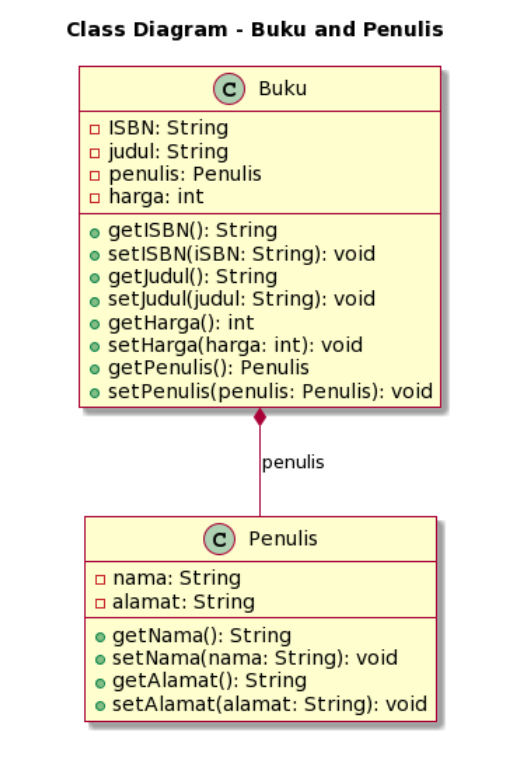 Class Diagram - Buku and Penulis
C Buku
ISBN: String
judul: String
penulis: Penulis
harga: int
getISBN(): String
setISBN(iSBN: String): void
getJudul(): String
setJudul(judul: String): void
getHarga(): int
setHarga(harga: int): void
getPenulis(): Penulis
setPenulis(penulis: Penulis): void
penulis
C Penulis
nama: String
alamat: String
getNama(): String
setNama(nama: String): void
getAlamat(): String
setAlamat(alamat: String): void